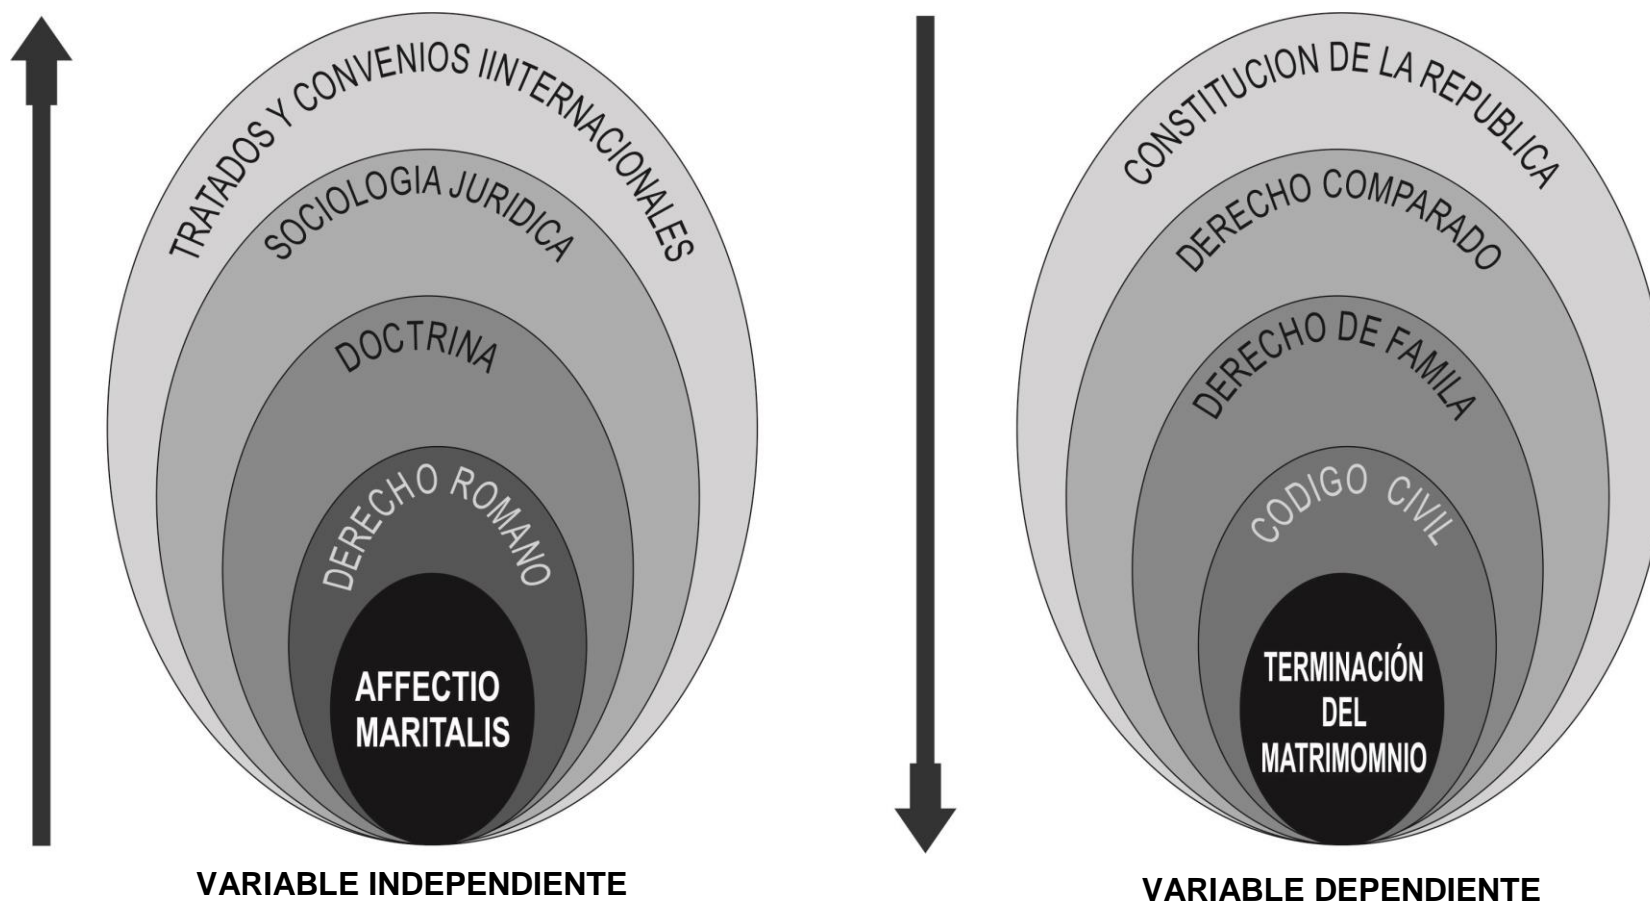 TRATADOS Y CONVENIOS IINTERNACIONALES
SOCIOLOGIA JURIDICA
DOCTRINA
DERECHO ROMANO
AFFECTIO
MARITALIS
VARIABLE INDEPENDIENTE
CONSTITUCION DE LA REPUBLICA
DERECHO COMPARADO
DERECHO DE FAMILA
CODIGO CIVIL
TERMINACIÓN
DEL
MATRIMOMNIO
VARIABLE DEPENDIENTE